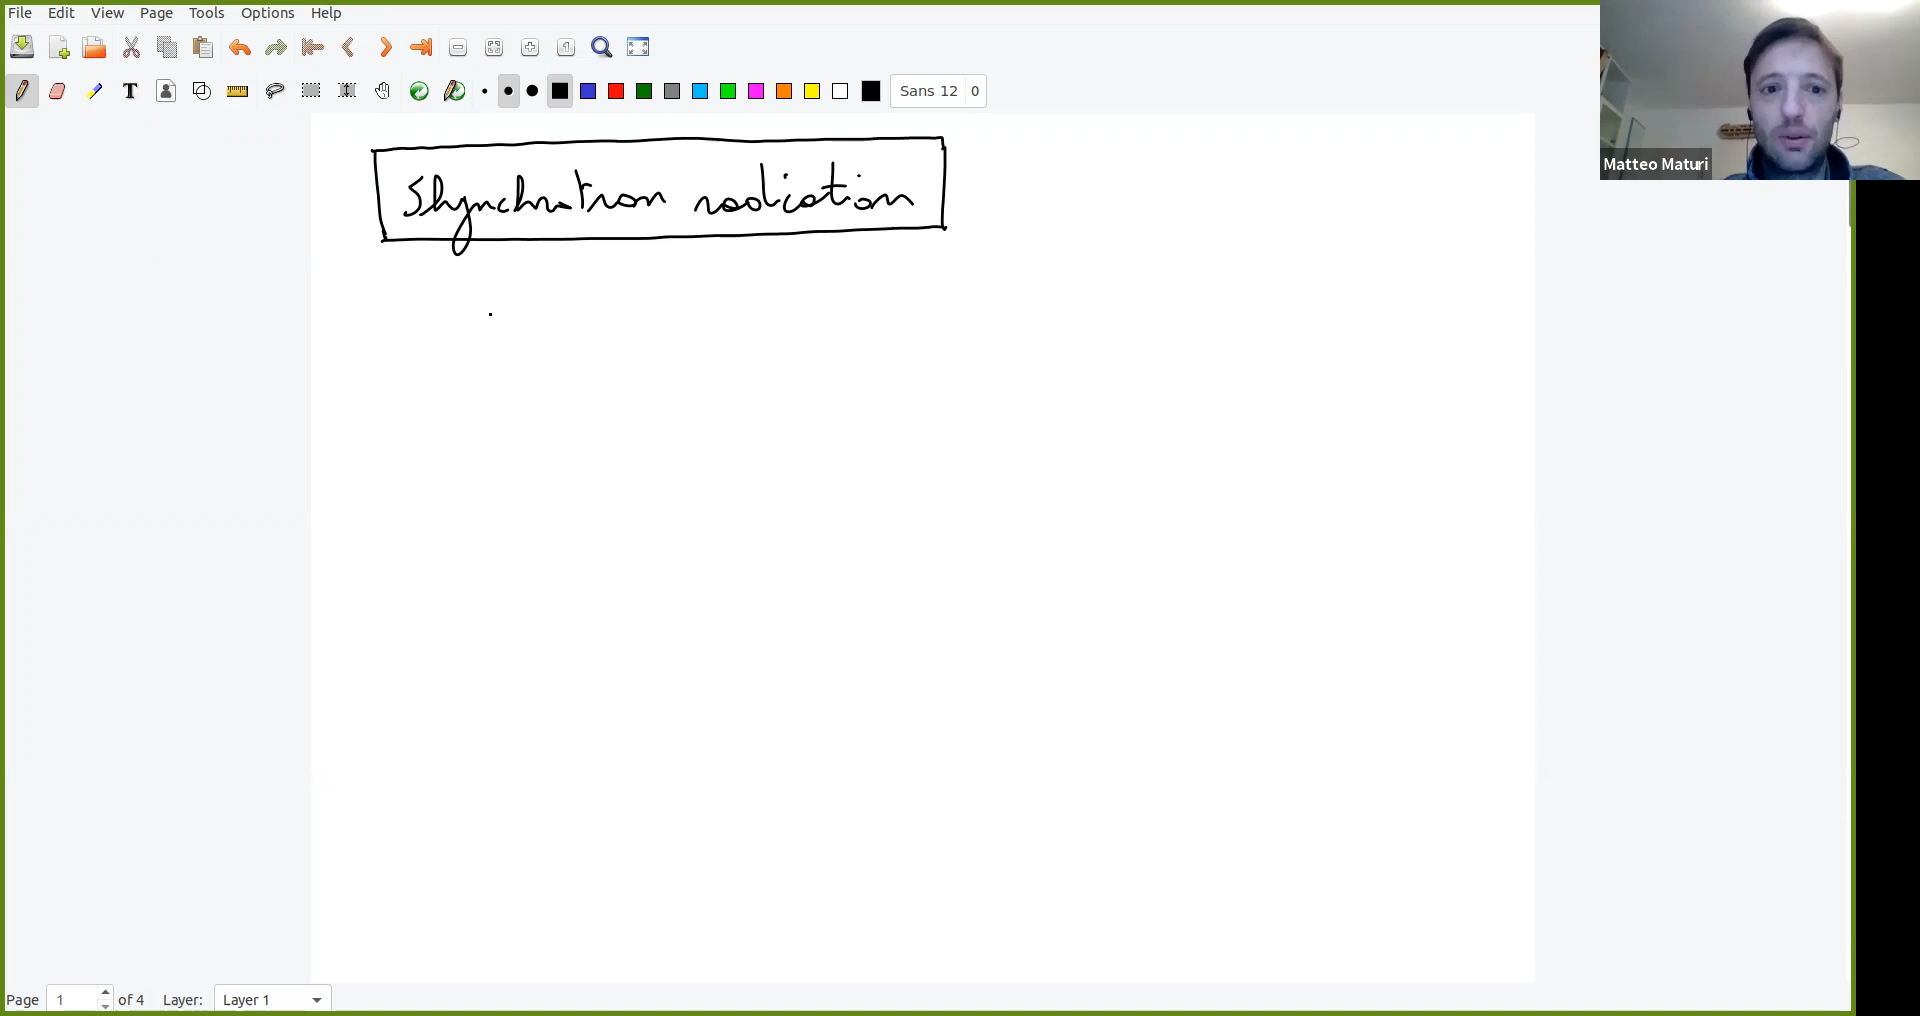 File Edit View Page Tools Options Help
T Sans 12 0
Matteo Maturi
Shynchrotron radiation
Page 1 of 4 Layer: Layer 1